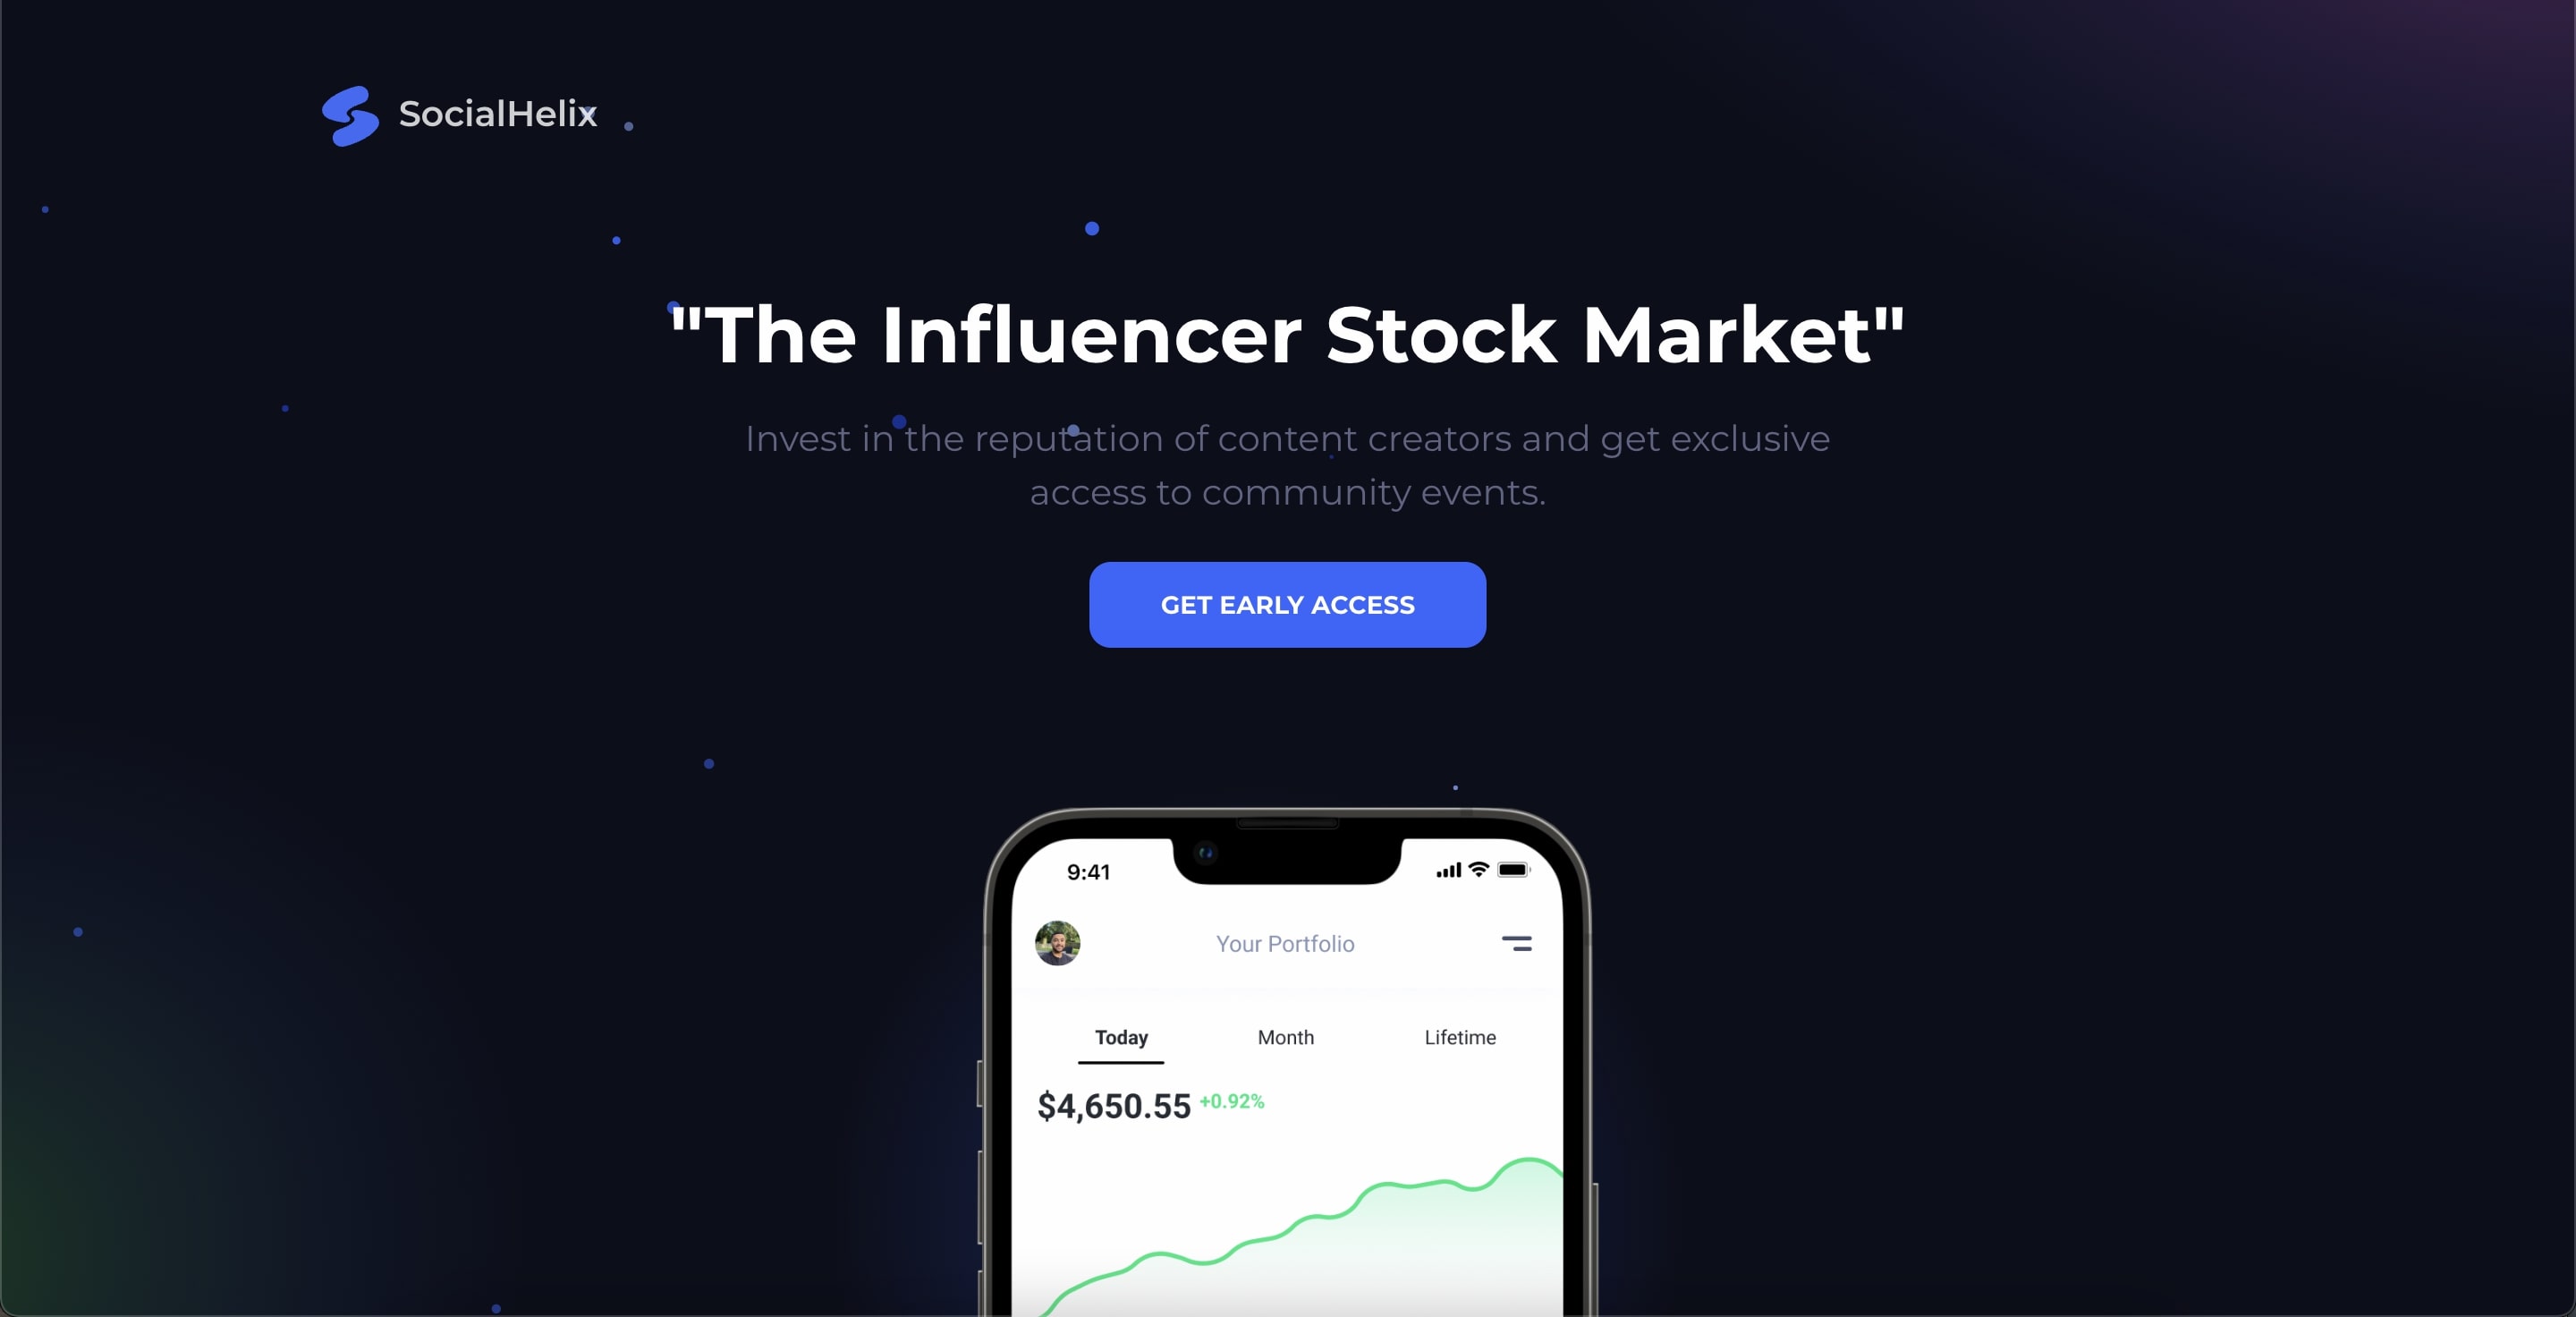 SocialHelix
"The Influencer Stock Market"
Invest in the reputation of content creators and get exclusive
access to community events.
GET EARLY ACCESS
9:41
Your Portfolio
Today Month Lifetime
$4,650.55 +0.92%